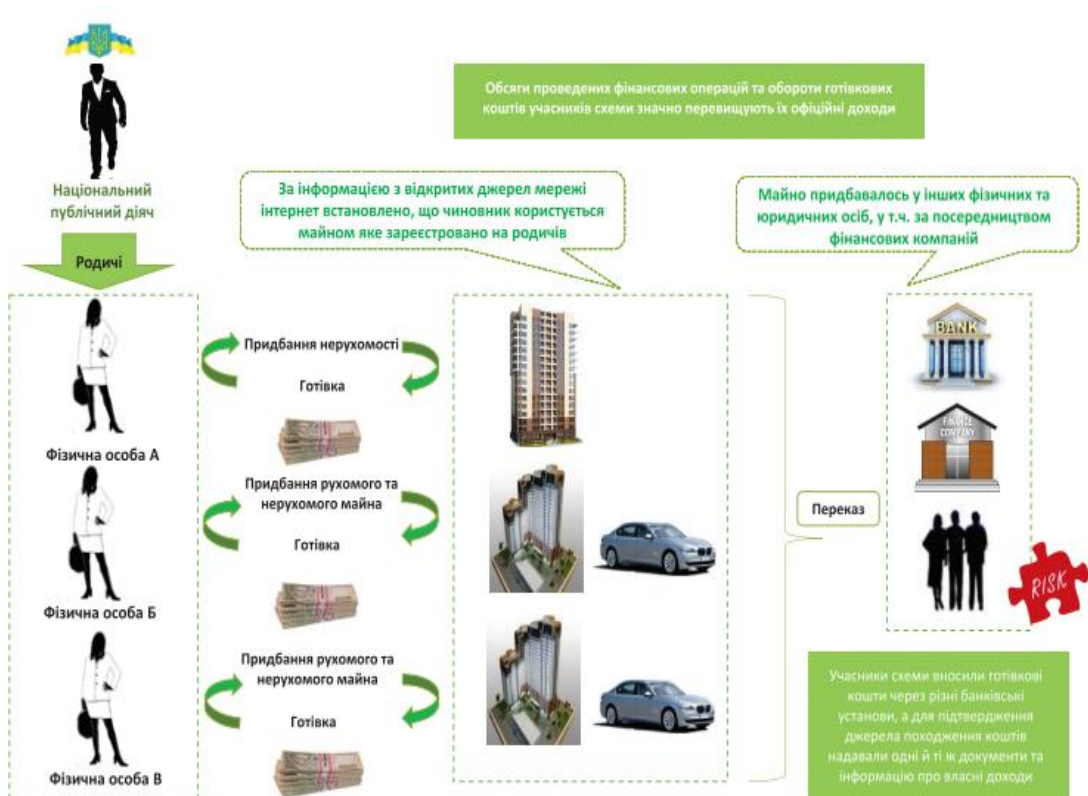 Обсяги проведених фінансових операцій та обороти готівкових
коштів учасників схеми значно перевищують їх офіційні доходи
Національний
публічний діяч
За інформацією з відкритих джерел мережі
інтернет встановлено, що чиновник користується
майном яке зареєстровано на родичів
Майно придбавалось у інших фізичних та
юридичних осіб, у т.ч. за посередництвом
фінансових компаній
Родичі
Придбання нерухомості
Готівка
Фізична особа А
BANK
FINANCE
COMPANY
Придбання рухомого та
нерухомого майна
Готівка
Фізична особа Б
Переказ
RISK
Придбання рухомого та
нерухомого майна
Готівка
Фізична особа В
Учасники схеми вносили готівкові
кошти через різні банківські
установи, а для підтвердження
джерела походження коштів
надавали одні й ті ж документи та
інформацію про власні доходи